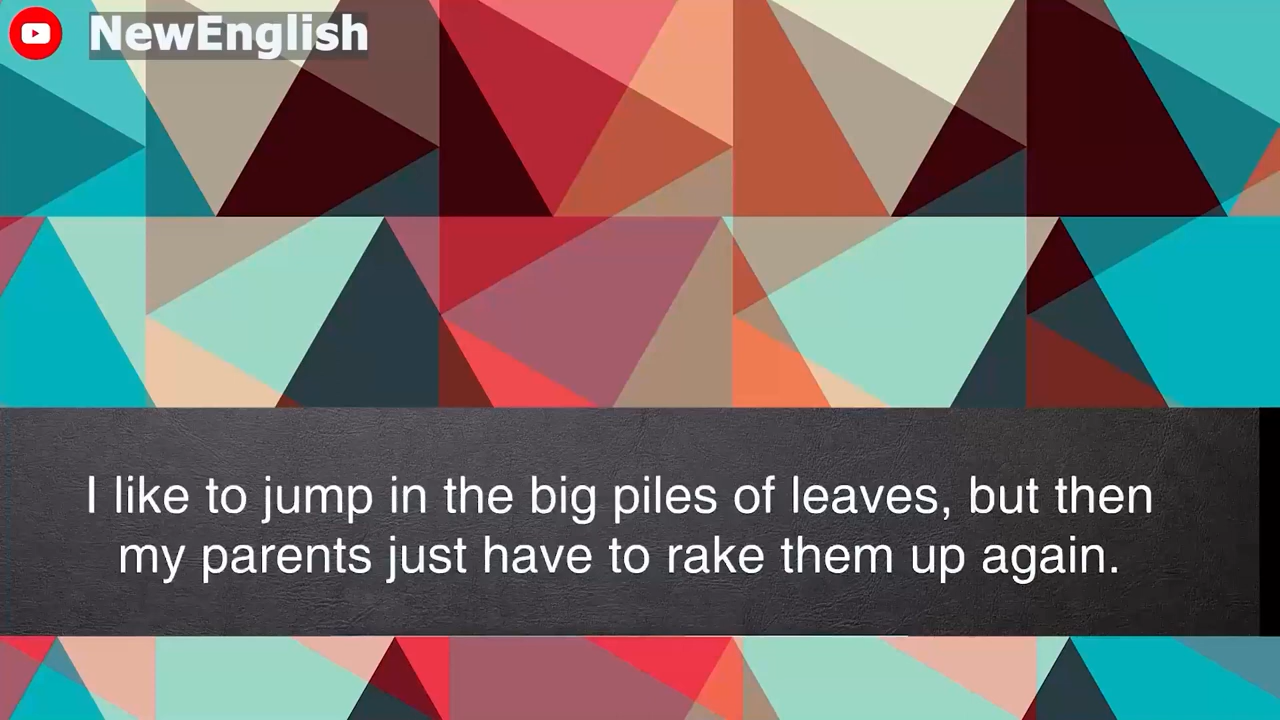 NewEnglish
I like to jump in the big piles of leaves, but then
my parents just have to rake them up again.